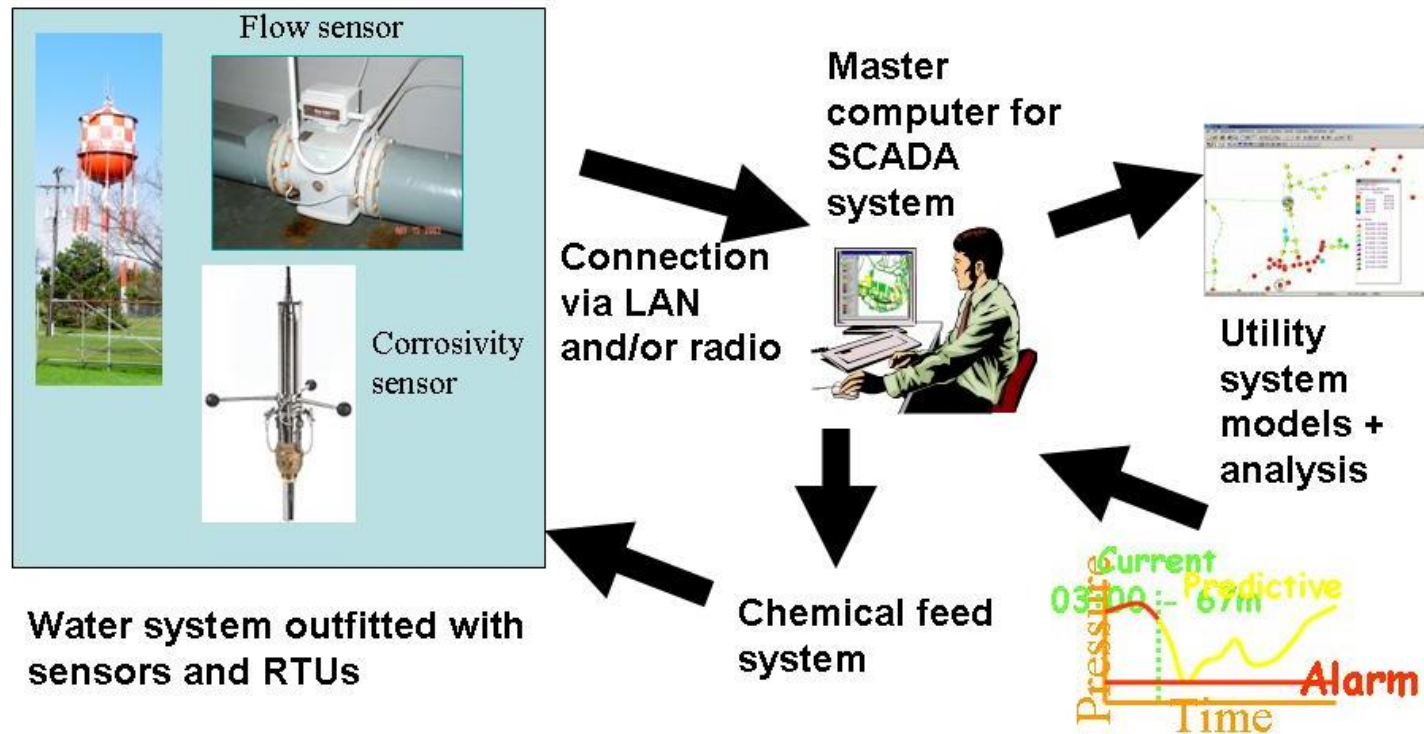 Flow sensor
Corrosivity
sensor
Water system outfitted with
sensors and RTUs
Connection
via LAN
and/or radio
Master
computer for
SCADA
system
Utility
system
models +
analysis
Chemical feed
system
Current
03:00 - 67m
Predictive
Pressure
Alarm
Time